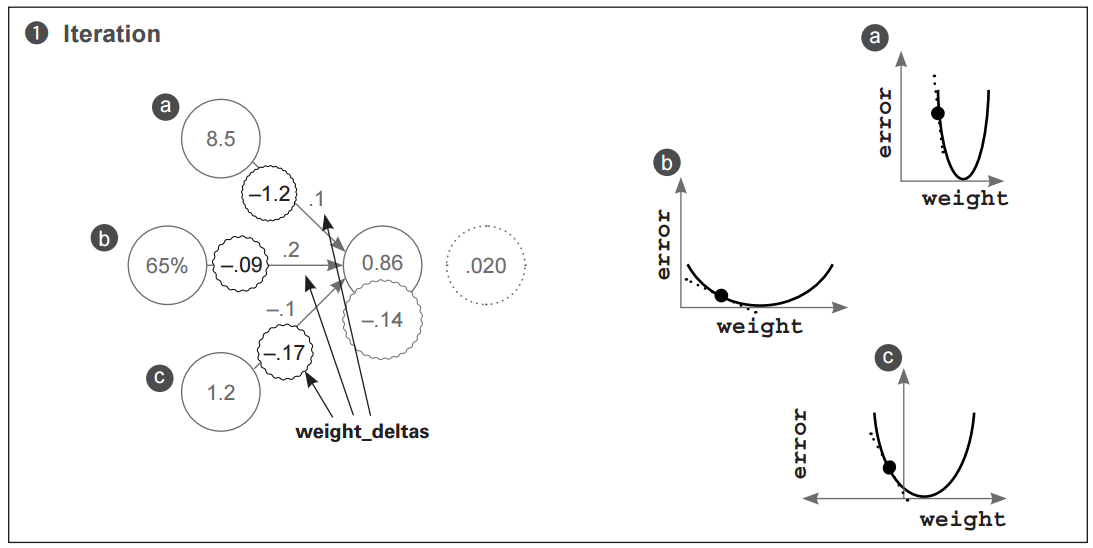 1 Iteration
a
8.5
–1.2
.1
b
65%
–.09
.2
0.86
.020
–.1
–.14
–.17
c
1.2
weight_deltas
a
error
weight
b
error
weight
c
error
weight